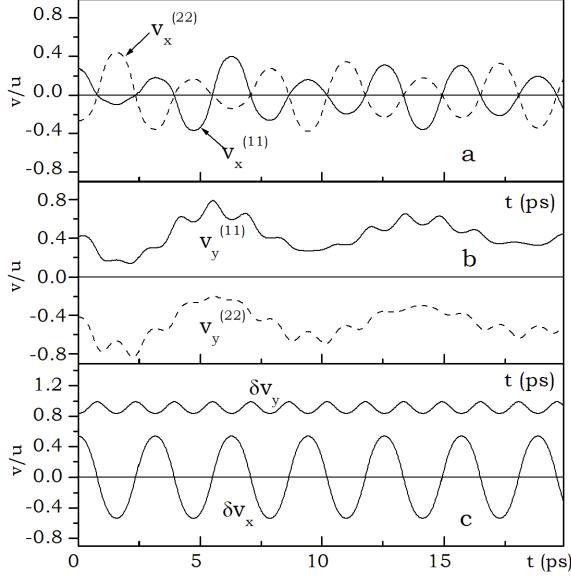 0.8
v_x^(22)
0.4
v/u
0.0
-0.4
v_x^(11)
a
-0.8
0.8
t (ps)
0.4
v_y^(11)
b
v/u
0.0
-0.4
v_y^(22)
-0.8
1.2
δv_y
t (ps)
0.8
0.4
v/u
0.0
-0.4
δv_x
c
-0.8
0 5 10 15 t (ps)